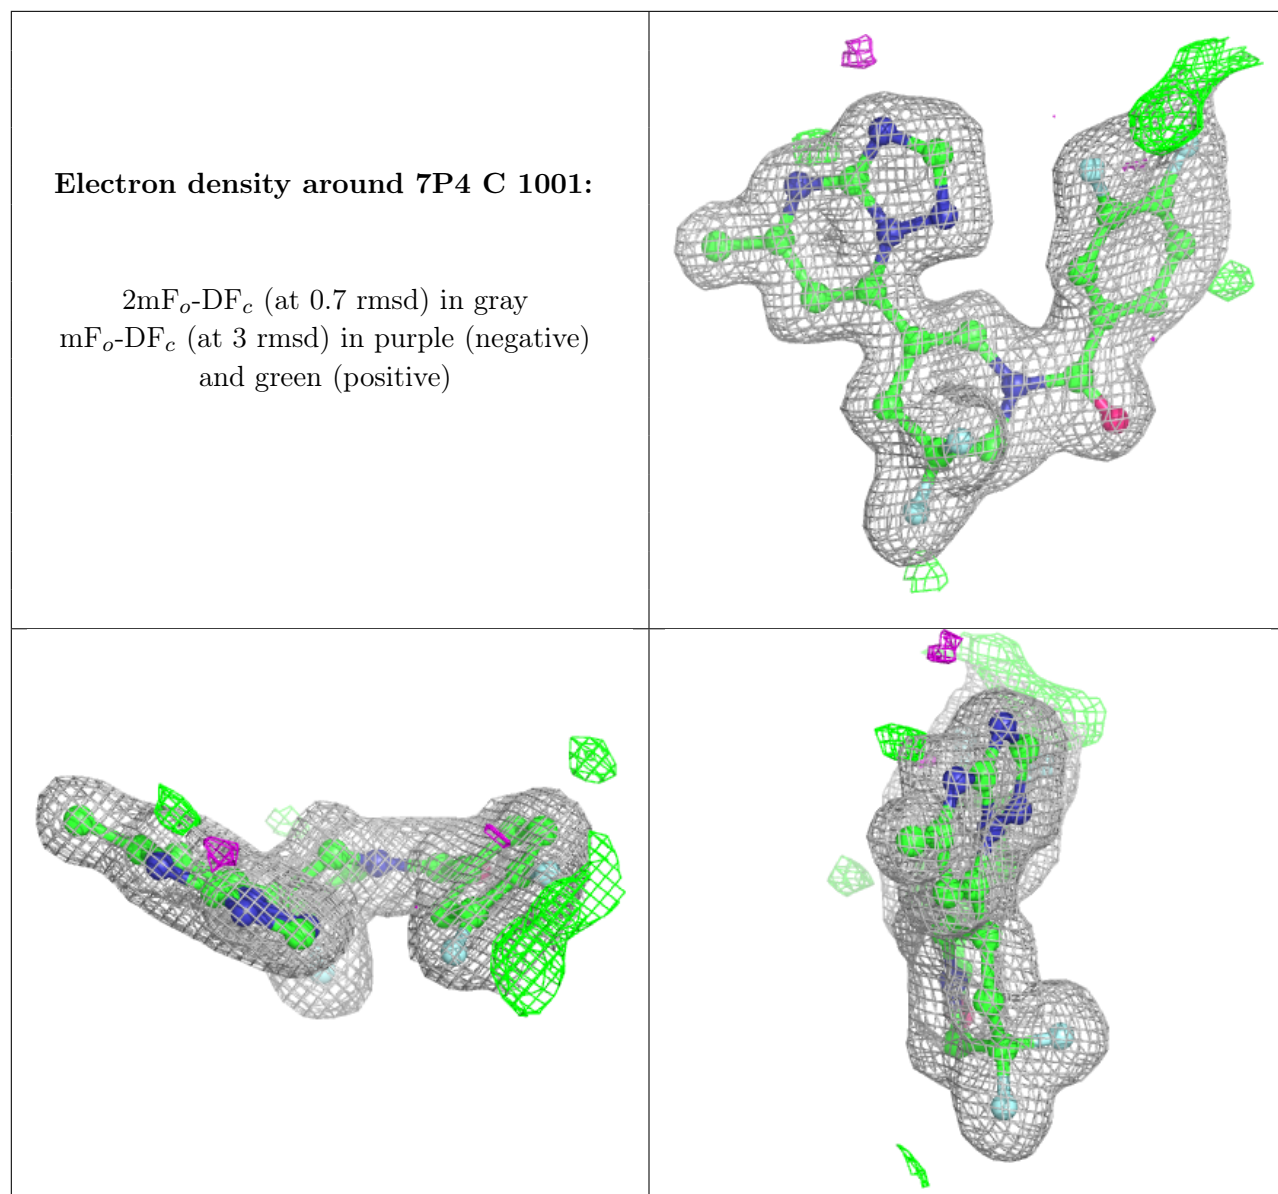 Electron density around 7P4 C 1001:
2mFo-DFc (at 0.7 rmsd) in gray
mFo-DFc (at 3 rmsd) in purple (negative)
and green (positive)